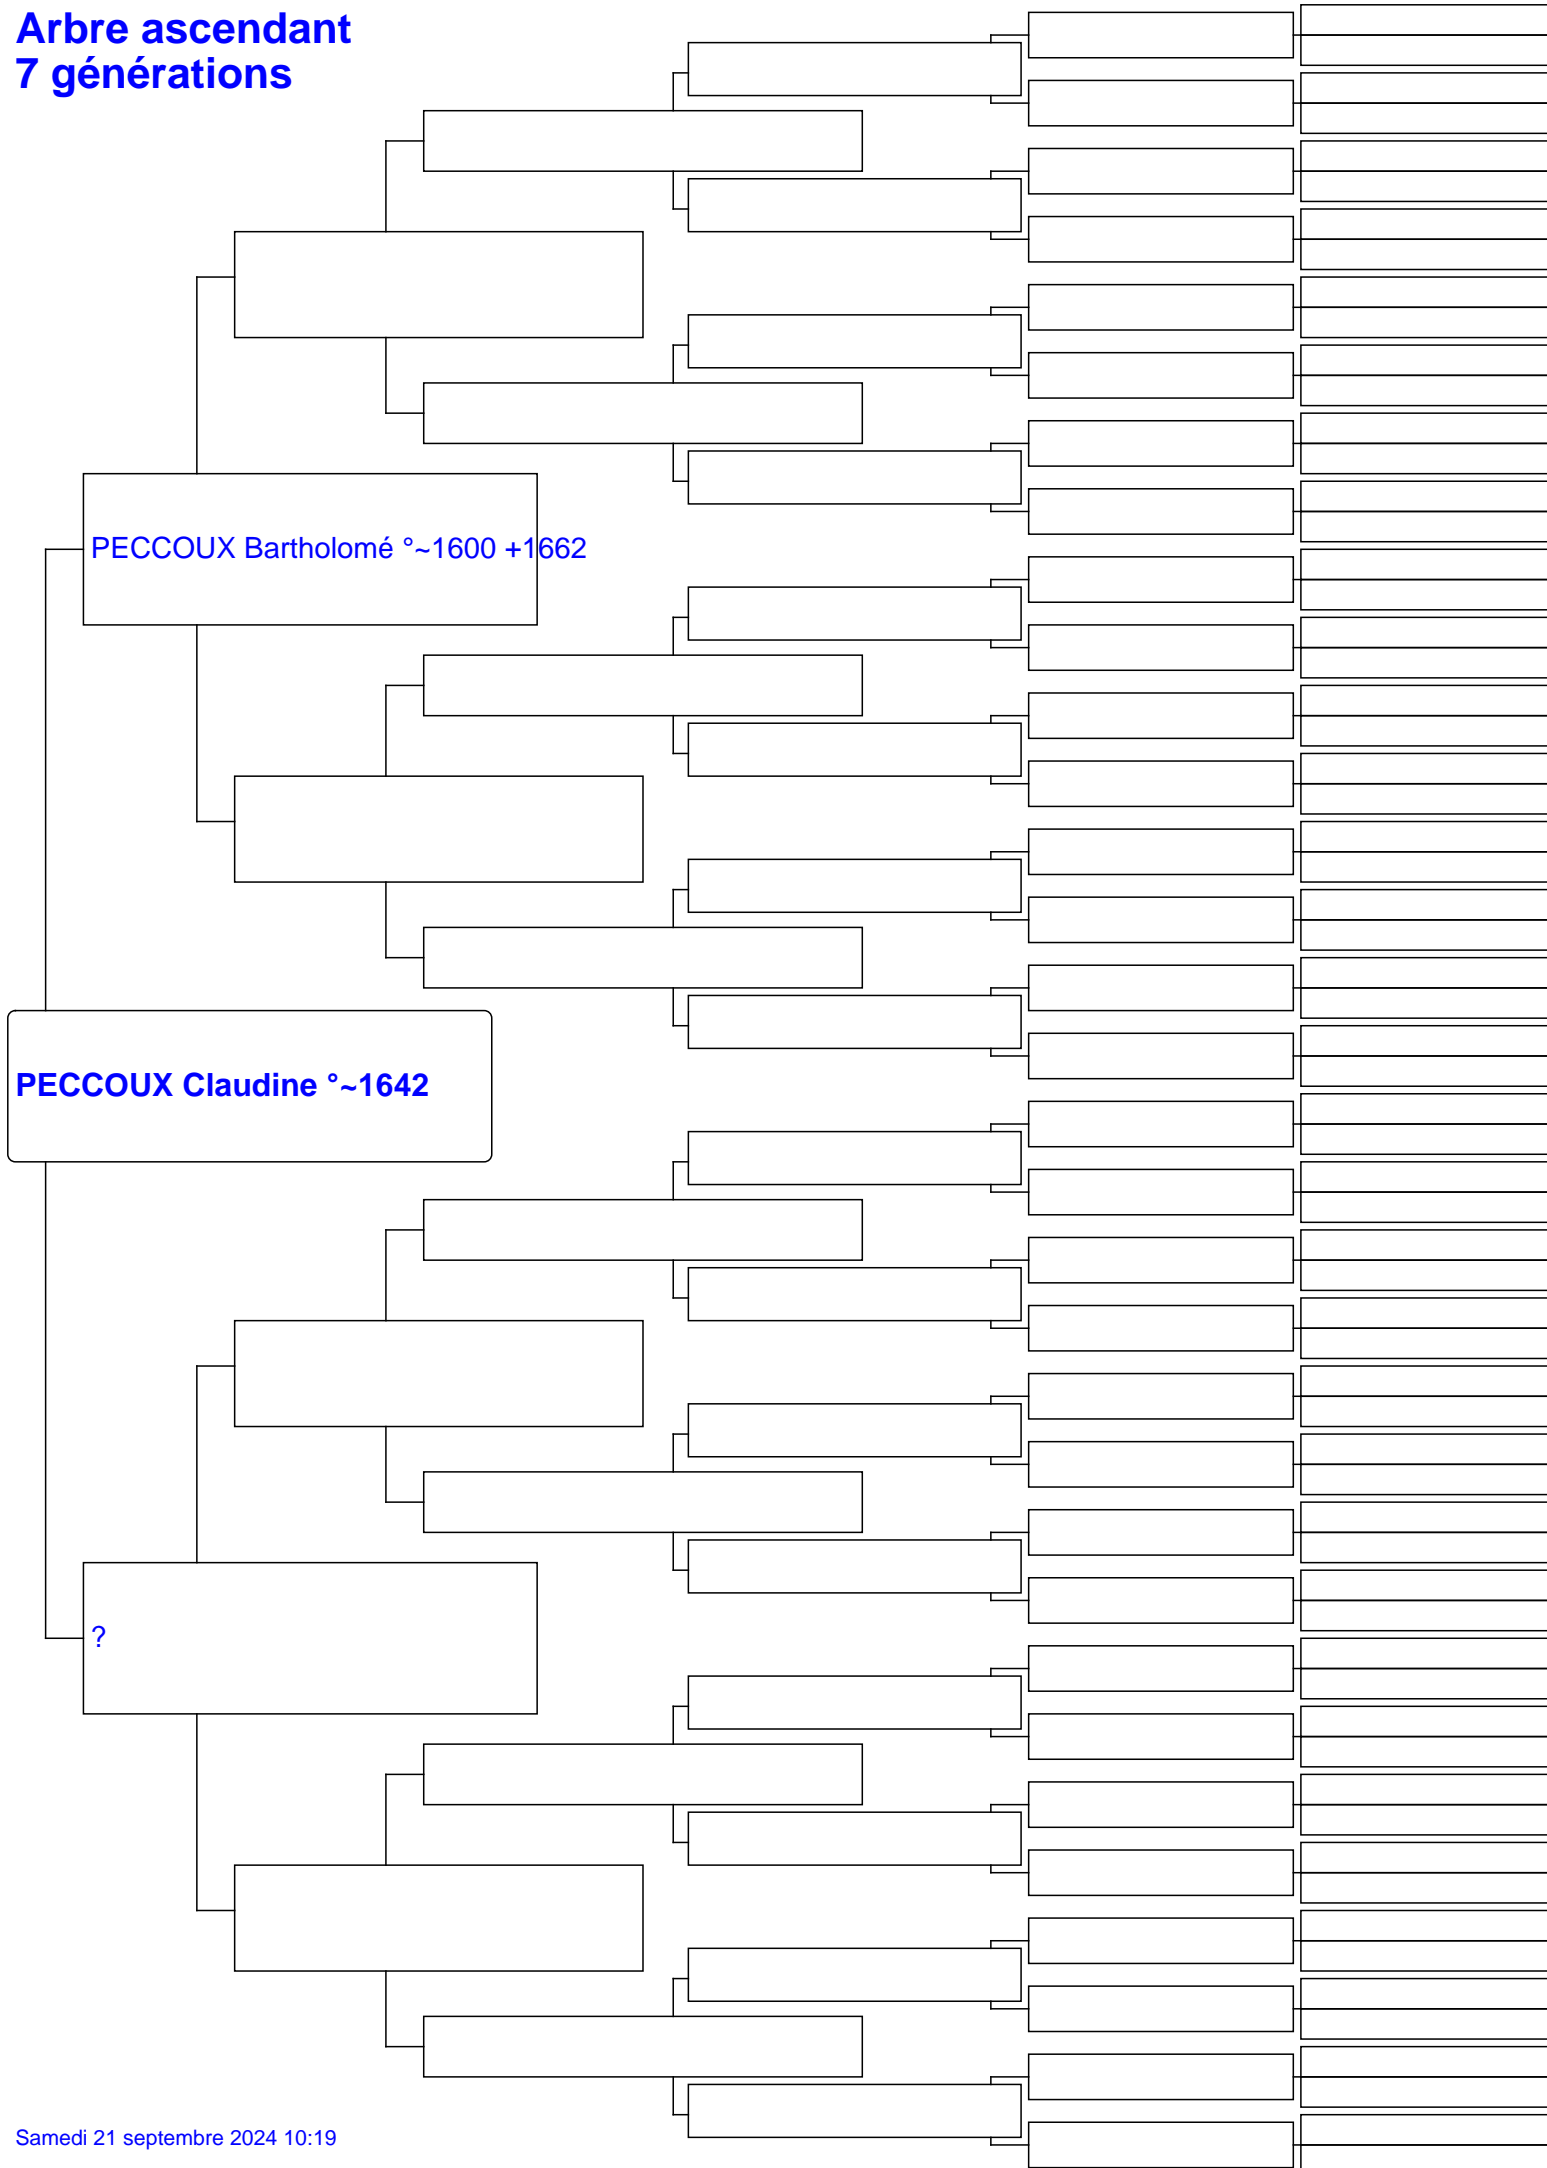 Arbre ascendant
7 générations
PECCOUX Bartholomé °~1600 +1662
PECCOUX Claudine °~1642
?
Samedi 21 septembre 2024 10:19